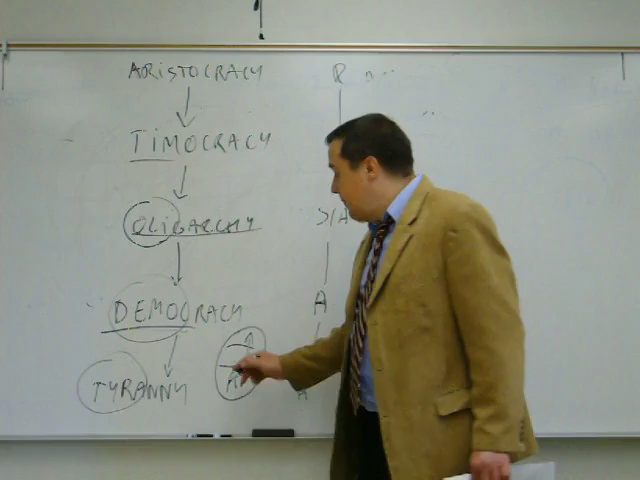 ARISTOCRACY R
TIMOCRACY
OLIGARCHY S/A
DEMOCRACY A
TYRANNY A A